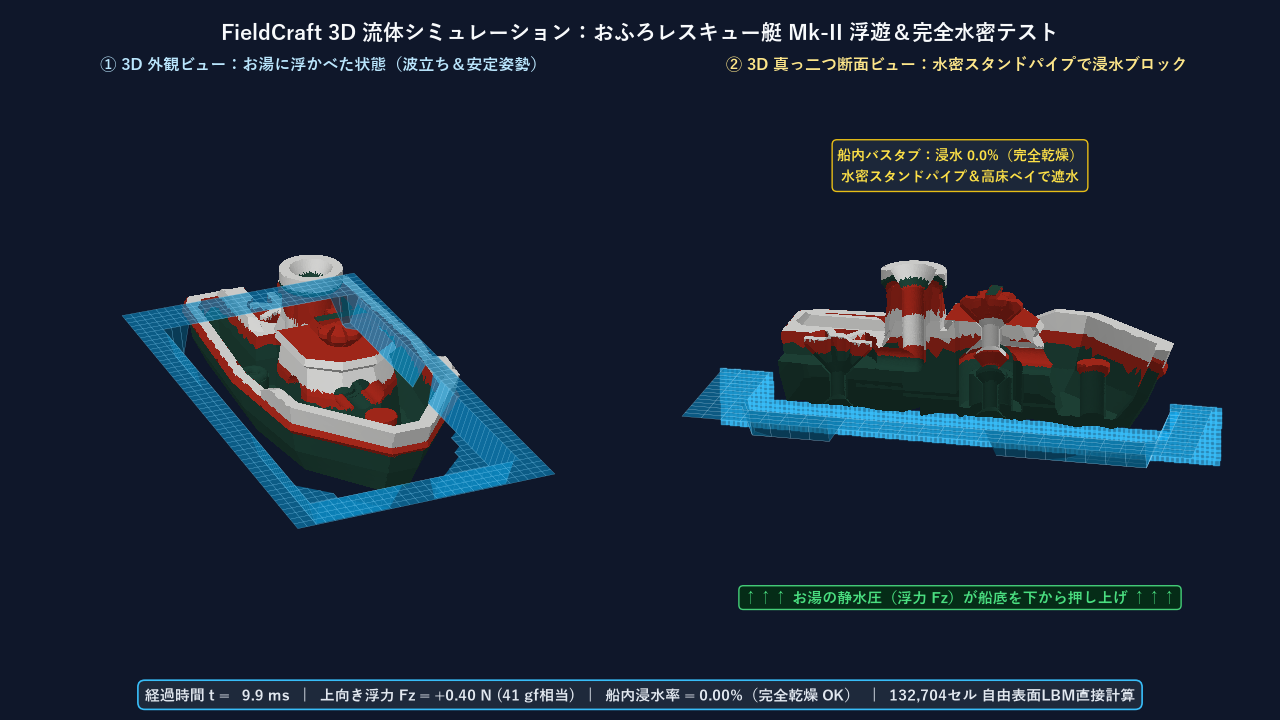 FieldCraft 3D 流体シミュレーション：おふろレスキュー艇 Mk-II 浮遊＆完全水密テスト
① 3D 外観ビュー：お湯に浮かべた状態（波立ち＆安定姿勢）
② 3D 真っ二つ断面ビュー：水密スタンドパイプで浸水ブロック
船内バスタブ：浸水 0.0%（完全乾燥）
水密スタンドパイプ＆高床ベイで遮水
↑ ↑ ↑ お湯の静水圧（浮力 Fz）が船底を下から押し上げ ↑ ↑ ↑
経過時間 t = 9.9 ms ｜ 上向き浮力 Fz = +0.40 N (41 gf相当) ｜ 船内浸水率 = 0.00%（完全乾燥 OK） ｜ 132,704セル 自由表面LBM直接計算